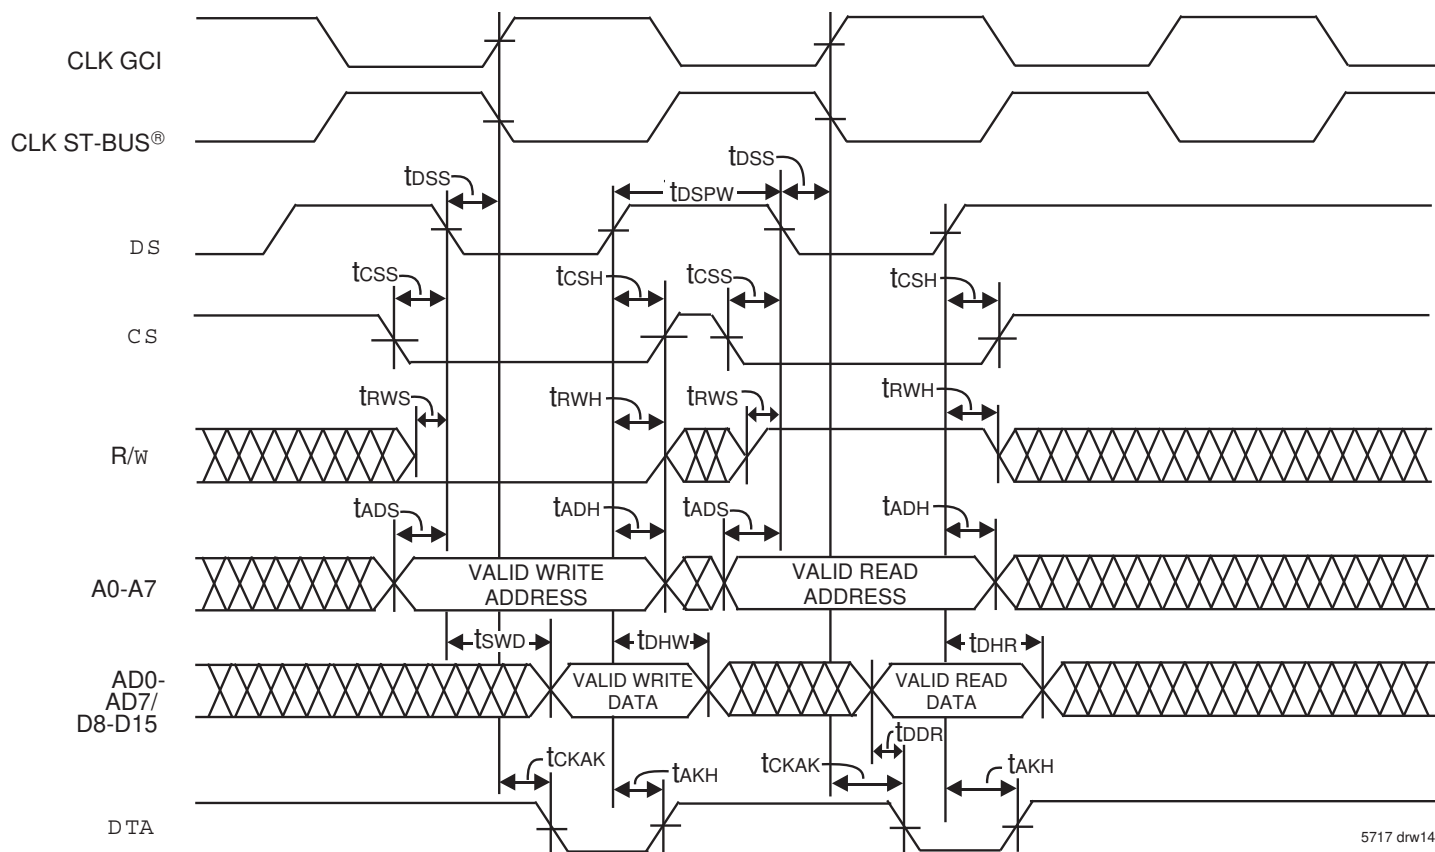 CLK GCI
CLK ST-BUS®
tDSS
tDSPW
tDSS
DS
tCSS
tCSH
tCSS
tCSH
CS
tRWS
tRWH
tRWS
tRWH
R/W
tADS
tADH
tADS
tADH
A0-A7
VALID WRITE
ADDRESS
VALID READ
ADDRESS
tSWD
tDHW
tDHR
AD0-
AD7/
D8-D15
VALID WRITE
DATA
VALID READ
DATA
tDDR
tCKAK
tAKH
tCKAK
tAKH
DTA
5717 drw14